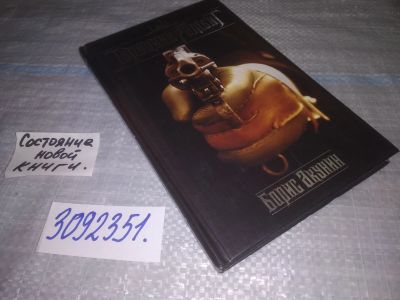 Состояние
новой
книги.
3092351.
Борис Акунин